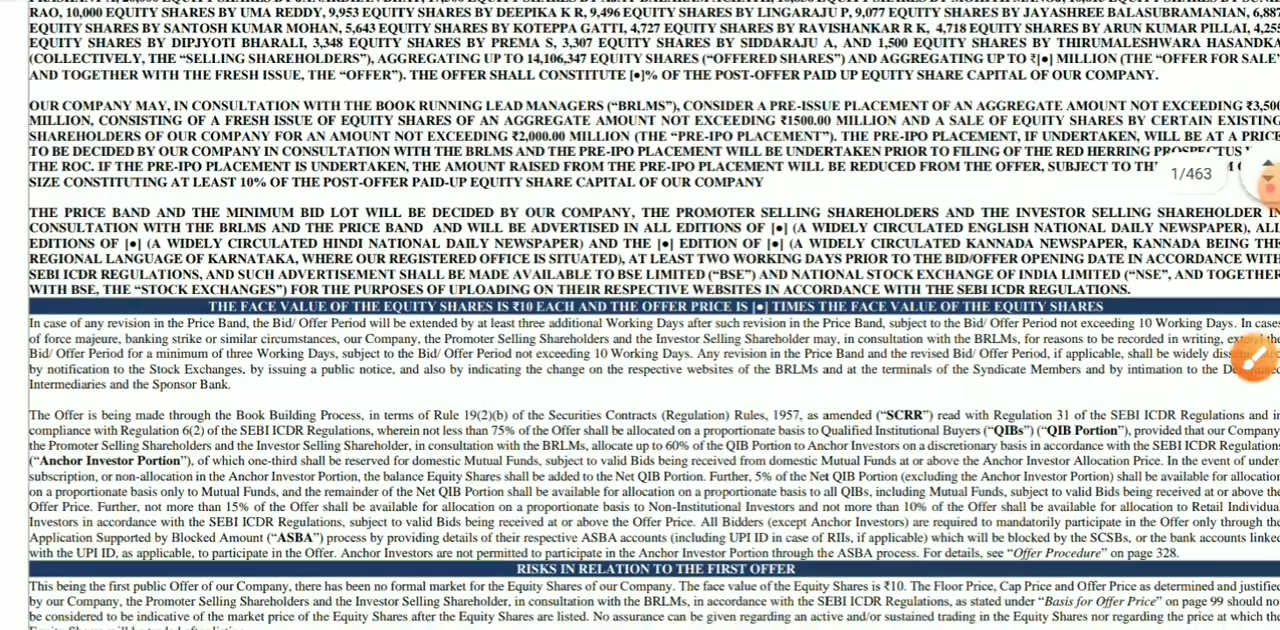 RAO, 10,000 EQUITY SHARES BY UMA REDDY, 9,953 EQUITY SHARES BY DEEPIKA K R, 9,496 EQUITY SHARES BY LINGARAJU P, 9,077 EQUITY SHARES BY JAYASHREE BALASUBRAMANIAN, 6,887
EQUITY SHARES BY SANTOSH KUMAR MOHAN, 5,643 EQUITY SHARES BY KOTEPPA GATTI, 4,727 EQUITY SHARES BY RAVISHANKAR R K, 4,718 EQUITY SHARES BY ARUN KUMAR PILLAI, 4,255
EQUITY SHARES BY DIPJYOTI BHARALI, 3,348 EQUITY SHARES BY PREMA S, 3,307 EQUITY SHARES BY SIDDARAJU A, AND 1,500 EQUITY SHARES BY THIRUMALESHWARA HASANDKA
(COLLECTIVELY, THE “SELLING SHAREHOLDERS”), AGGREGATING UP TO 14,106,347 EQUITY SHARES (“OFFERED SHARES”) AND AGGREGATING UP TO ₹[●] MILLION (THE “OFFER FOR SALE”
AND TOGETHER WITH THE FRESH ISSUE, THE “OFFER”). THE OFFER SHALL CONSTITUTE [●]% OF THE POST-OFFER PAID UP EQUITY SHARE CAPITAL OF OUR COMPANY.
OUR COMPANY MAY, IN CONSULTATION WITH THE BOOK RUNNING LEAD MANAGERS (“BRLMS”), CONSIDER A PRE-ISSUE PLACEMENT OF AN AGGREGATE AMOUNT NOT EXCEEDING ₹3,500
MILLION, CONSISTING OF A FRESH ISSUE OF EQUITY SHARES OF AN AGGREGATE AMOUNT NOT EXCEEDING ₹1500.00 MILLION AND A SALE OF EQUITY SHARES BY CERTAIN EXISTING
SHAREHOLDERS OF OUR COMPANY FOR AN AMOUNT NOT EXCEEDING ₹2,000.00 MILLION (THE “PRE-IPO PLACEMENT”). THE PRE-IPO PLACEMENT, IF UNDERTAKEN, WILL BE AT A PRICE
TO BE DECIDED BY OUR COMPANY IN CONSULTATION WITH THE BRLMS AND THE PRE-IPO PLACEMENT WILL BE UNDERTAKEN PRIOR TO FILING OF THE RED HERRING PROSPECTUS
THE ROC. IF THE PRE-IPO PLACEMENT IS UNDERTAKEN, THE AMOUNT RAISED FROM THE PRE-IPO PLACEMENT WILL BE REDUCED FROM THE OFFER, SUBJECT TO
SIZE CONSTITUTING AT LEAST 10% OF THE POST-OFFER PAID-UP EQUITY SHARE CAPITAL OF OUR COMPANY
1/463
THE PRICE BAND AND THE MINIMUM BID LOT WILL BE DECIDED BY OUR COMPANY, THE PROMOTER SELLING SHAREHOLDERS AND THE INVESTOR SELLING SHAREHOLDER IN
CONSULTATION WITH THE BRLMS AND THE PRICE BAND AND WILL BE ADVERTISED IN ALL EDITIONS OF [●] (A WIDELY CIRCULATED ENGLISH NATIONAL DAILY NEWSPAPER), ALL
EDITIONS OF [●] (A WIDELY CIRCULATED HINDI NATIONAL DAILY NEWSPAPER) AND THE [●] EDITION OF [●] (A WIDELY CIRCULATED KANNADA NEWSPAPER, KANNADA BEING THE
REGIONAL LANGUAGE OF KARNATAKA, WHERE OUR REGISTERED OFFICE IS SITUATED), AT LEAST TWO WORKING DAYS PRIOR TO THE BID/OFFER OPENING DATE IN ACCORDANCE WITH
SEBI ICDR REGULATIONS, AND SUCH ADVERTISEMENT SHALL BE MADE AVAILABLE TO BSE LIMITED (“BSE”) AND NATIONAL STOCK EXCHANGE OF INDIA LIMITED (“NSE”, AND TOGETHER
WITH BSE, THE “STOCK EXCHANGES”) FOR THE PURPOSES OF UPLOADING ON THEIR RESPECTIVE WEBSITES IN ACCORDANCE WITH THE SEBI ICDR REGULATIONS.
THE FACE VALUE OF THE EQUITY SHARES IS ₹10 EACH AND THE OFFER PRICE IS [●] TIMES THE FACE VALUE OF THE EQUITY SHARES
In case of any revision in the Price Band, the Bid/ Offer Period will be extended by at least three additional Working Days after such revision in the Price Band, subject to the Bid/ Offer Period not exceeding 10 Working Days. In cases
of force majeure, banking strike or similar circumstances, our Company, the Promoter Selling Shareholders and the Investor Selling Shareholder may, in consultation with the BRLMs, for reasons to be recorded in writing, extend the
Bid/ Offer Period for a minimum of three Working Days, subject to the Bid/ Offer Period not exceeding 10 Working Days. Any revision in the Price Band and the revised Bid/ Offer Period, if applicable, shall be widely
by notification to the Stock Exchanges, by issuing a public notice, and also by indicating the change on the respective websites of the BRLMs and at the terminals of the Syndicate Members and by intimation to the
Intermediaries and the Sponsor Bank.
The Offer is being made through the Book Building Process, in terms of Rule 19(2)(b) of the Securities Contracts (Regulation) Rules, 1957, as amended (“SCRR”) read with Regulation 31 of the SEBI ICDR Regulations and in
compliance with Regulation 6(2) of the SEBI ICDR Regulations, wherein not less than 75% of the Offer shall be allocated on a proportionate basis to Qualified Institutional Buyers (“QIBs”) (“QIB Portion”), provided that our Company
the Promoter Selling Shareholders and the Investor Selling Shareholder, in consultation with the BRLMs, allocate up to 60% of the QIB Portion to Anchor Investors on a discretionary basis in accordance with the SEBI ICDR Regulations
(“Anchor Investor Portion”), of which one-third shall be reserved for domestic Mutual Funds, subject to valid Bids being received from domestic Mutual Funds at or above the Anchor Investor Allocation Price. In the event of under
subscription, or non-allocation in the Anchor Investor Portion, the balance Equity Shares shall be added to the Net QIB Portion. Further, 5% of the Net QIB Portion (excluding the Anchor Portion) shall be available for allocation
on a proportionate basis only to Mutual Funds, and the remainder of the Net QIB Portion shall be available for allocation on a proportionate basis to all QIBs, including Mutual Funds, subject to valid Bids being received at or above the
Offer Price. Further, not more than 15% of the Offer shall be available for allocation on a proportionate basis to Non-Institutional Investors and not more than 10% of the Offer shall be available for allocation to Retail Individual
Investors in accordance with the SEBI ICDR Regulations, subject to valid Bids being received at or above the Offer Price. All Bidders (except Anchor Investors) are required to mandatorily participate in the Offer only through the
Application Supported by Blocked Amount (“ASBA”) process by providing details of their respective ASBA accounts (including UPI ID in case of RIIs, if applicable) which will be blocked by the SCSBs, or the bank accounts linked
with the UPI ID, as applicable, to participate in the Offer. Anchor Investors are not permitted to participate in the Anchor Investor Portion through the ASBA process. For details, see “Offer Procedure” on page 328.
RISKS IN RELATION TO THE FIRST OFFER
This being the first public Offer of our Company, there has been no formal market for the Equity Shares of our Company. The face value of the Equity Shares is ₹10. The Floor Price, Cap Price and Offer Price as determined and justified
by our Company, the Promoter Selling Shareholders and the Investor Selling Shareholder, in consultation with the BRLMs, in accordance with the SEBI ICDR Regulations, as stated under “Basis for Offer Price” on page 99 should no
be considered to be indicative of the market price of the Equity Shares after the Equity Shares are listed. No assurance can be given regarding an active and/or sustained trading in the Equity Shares nor regarding the price at which the